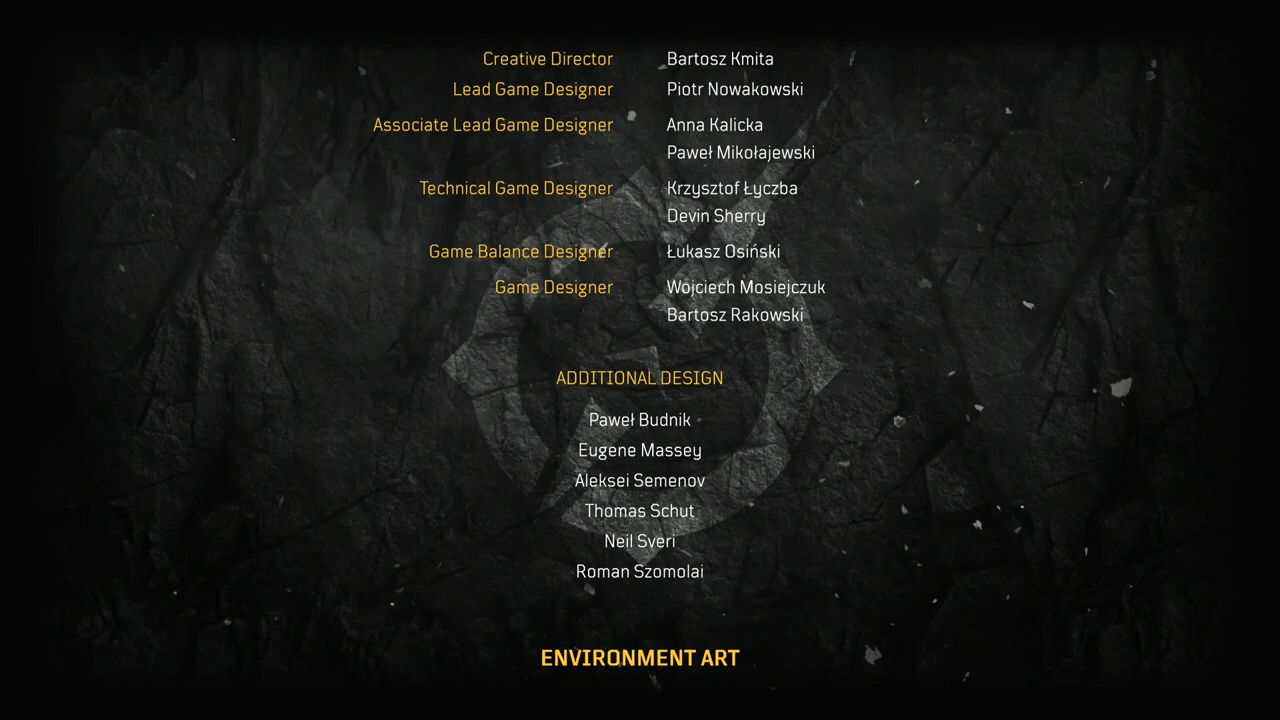 Creative Director Bartosz Kmita
Lead Game Designer Piotr Nowakowski
Associate Lead Game Designer Anna Kalicka
Paweł Mikołajewski
Technical Game Designer Krzysztof Łyczba
Devin Sherry
Game Balance Designer Łukasz Osiński
Game Designer Wojciech Mosiejczuk
Bartosz Rakowski
ADDITIONAL DESIGN
Paweł Budnik
Eugene Massey
Aleksei Semenov
Thomas Schut
Neil Sveri
Roman Szomolai
ENVIRONMENT ART